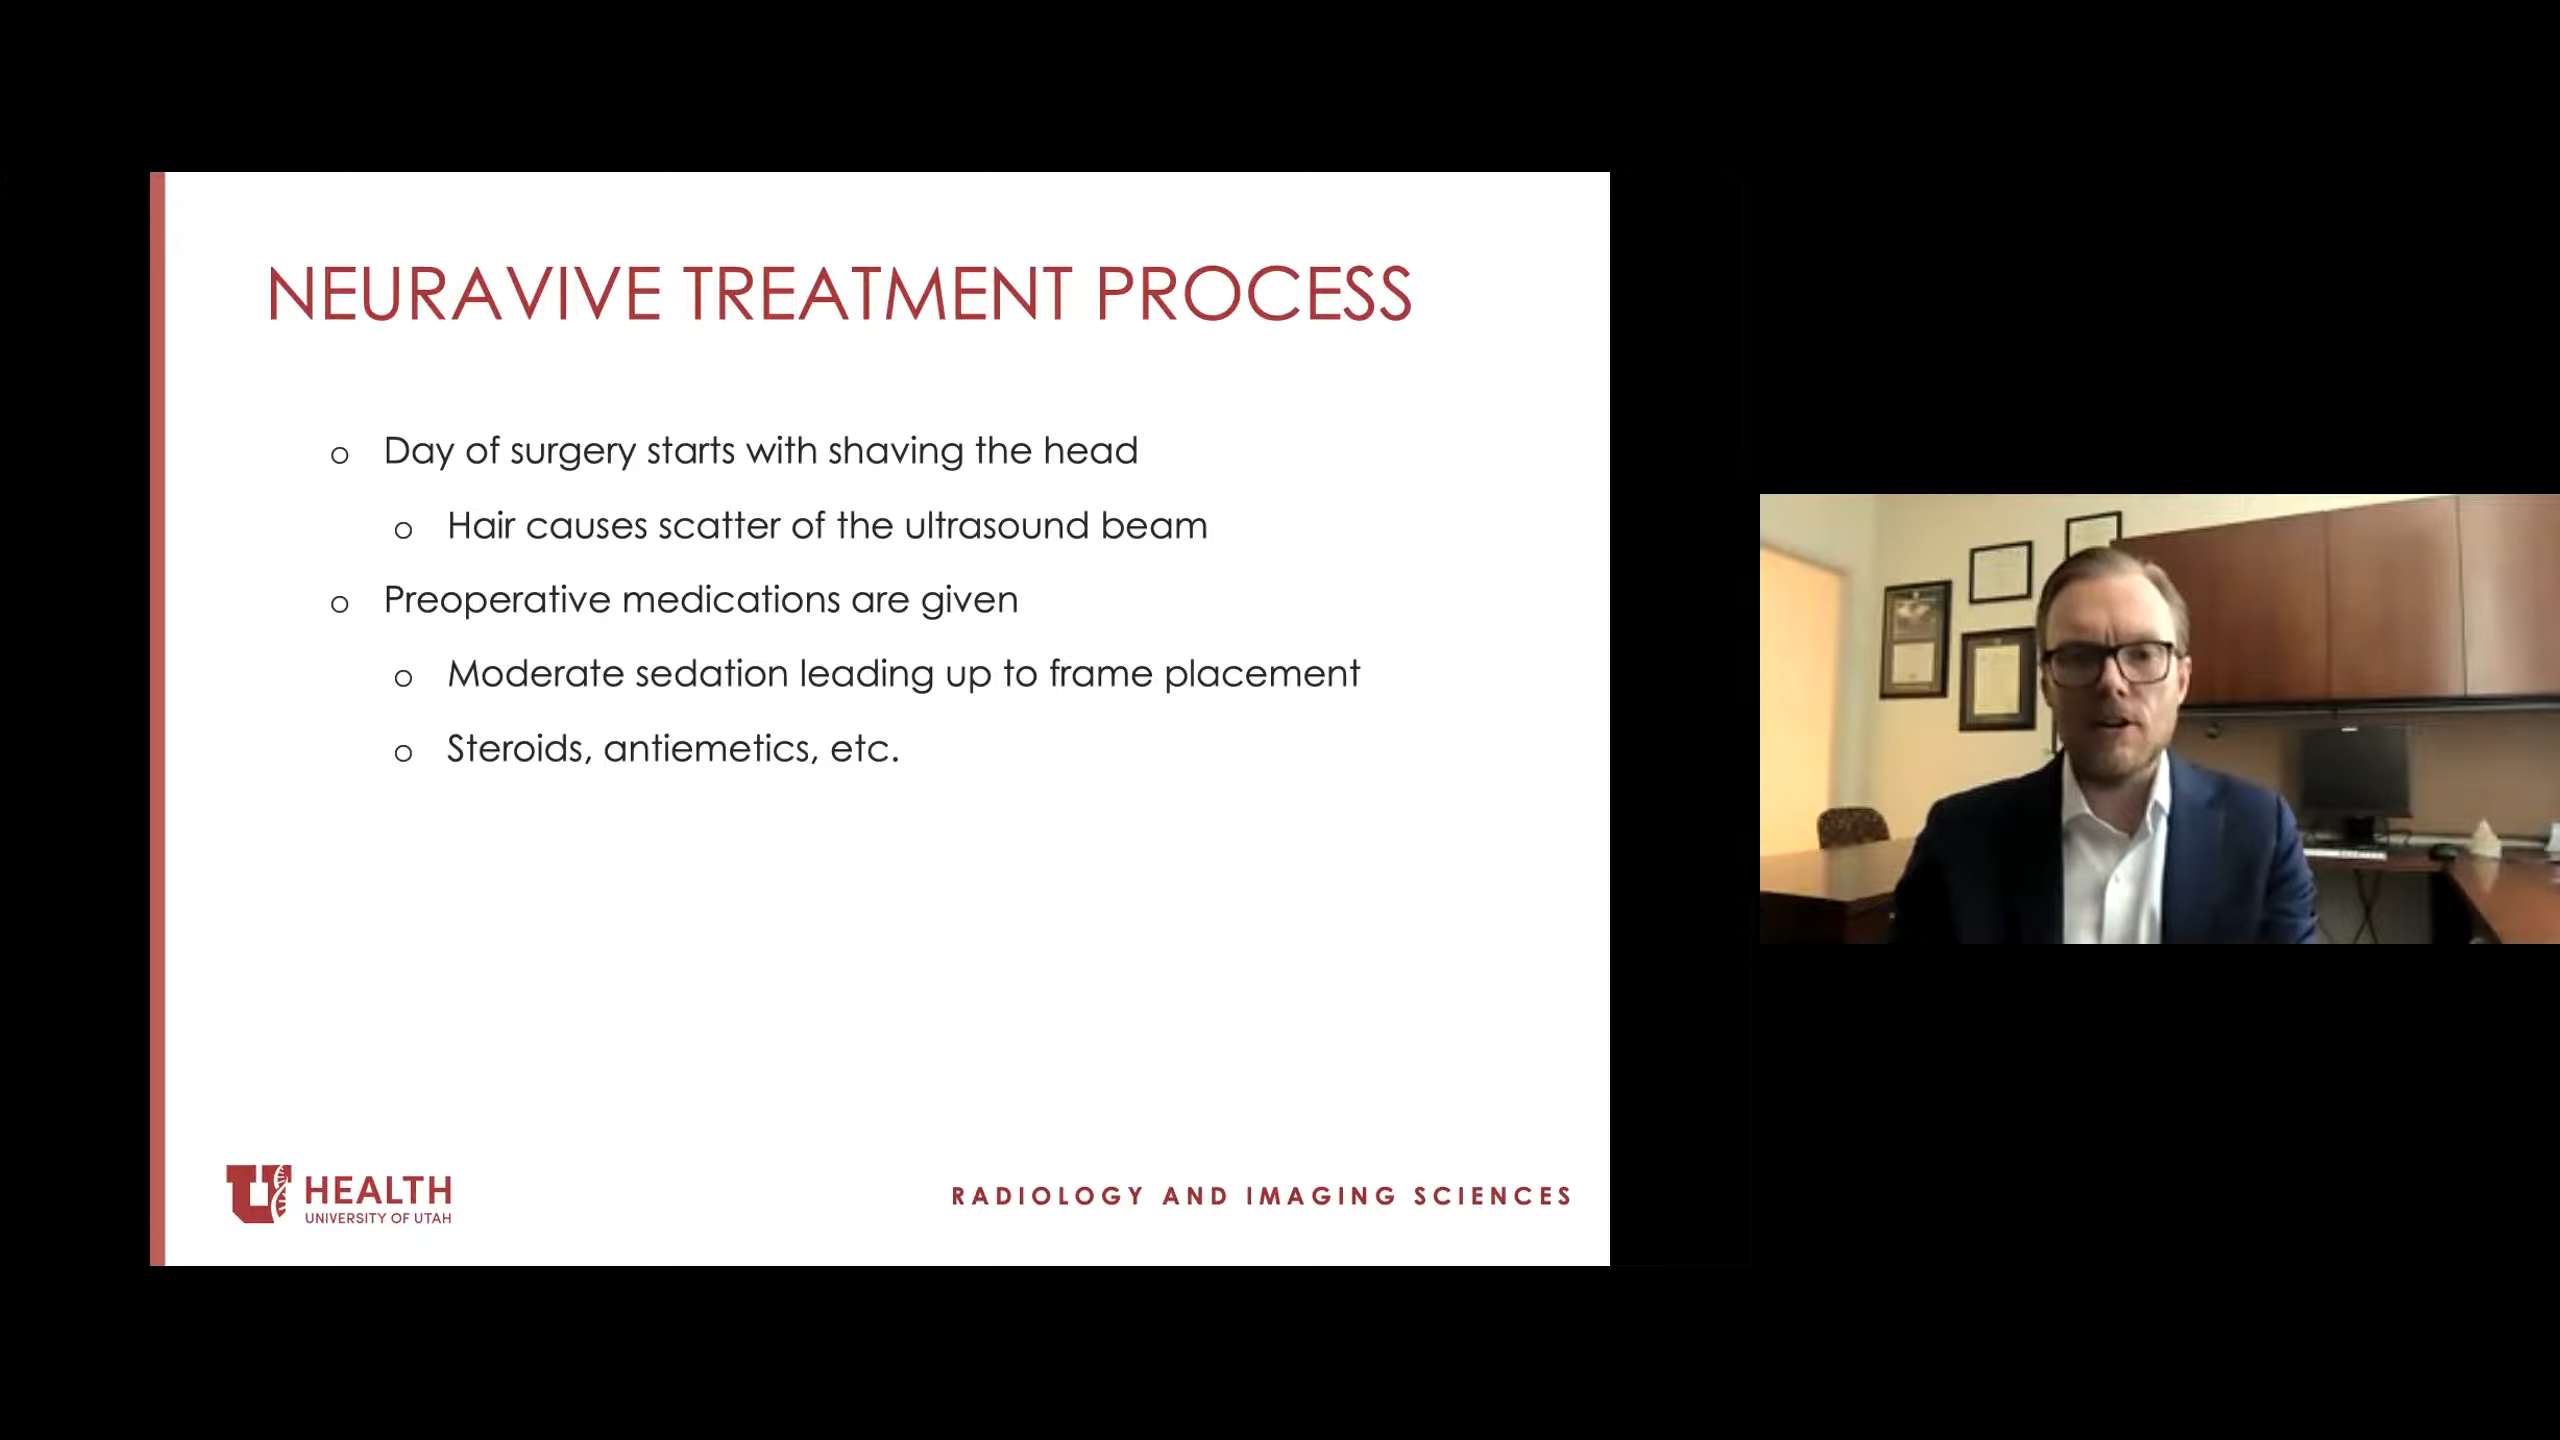 NEURAVIVE TREATMENT PROCESS
o Day of surgery starts with shaving the head
o Hair causes scatter of the ultrasound beam
o Preoperative medications are given
o Moderate sedation leading up to frame placement
o Steroids, antiemetics, etc.
U HEALTH
UNIVERSITY OF UTAH
RADIOLOGY AND IMAGING SCIENCES